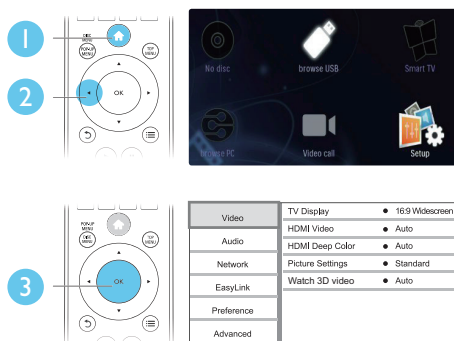 1
DISC
MENU
POP-UP
MENU
TOP
MENU
2
OK
No disc
browse USB
Smart TV
browse PC
Video call
Setup
POP-UP
MENU
DISC
MENU
TOP
MENU
3
OK
Video
Audio
Network
EasyLink
Preference
Advanced
TV Display ● 16:9 Widescreen
HDMI Video ● Auto
HDMI Deep Color ● Auto
Picture Settings ● Standard
Watch 3D video ● Auto